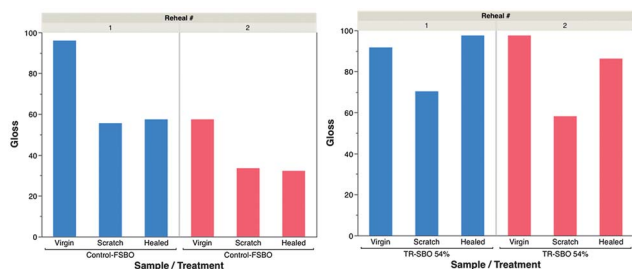 Reheal #
1 2
100
80
60
40
20
0
Gloss
Virgin Scratch Healed Virgin Scratch Healed
Control-FSBO Control-FSBO
Sample / Treatment
Reheal #
1 2
100
80
60
40
20
0
Gloss
Virgin Scratch Healed Virgin Scratch Healed
TR-SBO 54% TR-SBO 54%
Sample / Treatment